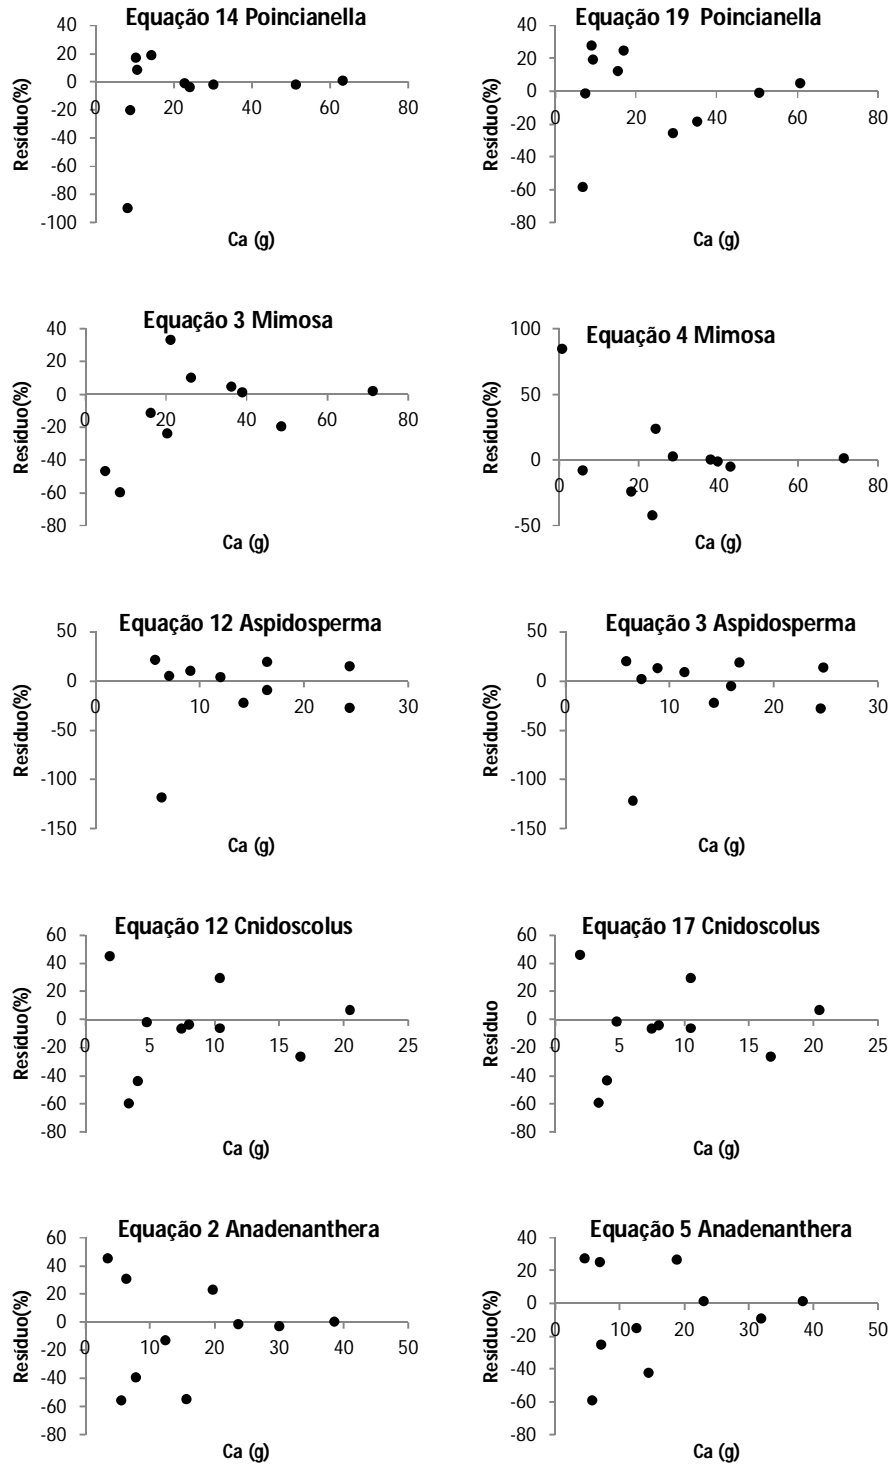 Equação 14 Poincianella
Resíduo(%)
40
20
0
-20
-40
-60
-80
-100
0 20 40 60 80
Ca (g)
Equação 19 Poincianella
Resíduo(%)
40
20
0
-20
-40
-60
-80
0 20 40 60 80
Ca (g)
Equação 3 Mimosa
Resíduo(%)
40
20
0
-20
-40
-60
-80
0 20 40 60 80
Ca (g)
Equação 4 Mimosa
Resíduo(%)
100
50
0
-50
0 20 40 60 80
Ca (g)
Equação 12 Aspidosperma
Resíduo(%)
50
0
-50
-100
-150
0 10 20 30
Ca (g)
Equação 3 Aspidosperma
Resíduo(%)
50
0
-50
-100
-150
0 10 20 30
Ca (g)
Equação 12 Cnidoscolus
Resíduo(%)
60
40
20
0
-20
-40
-60
-80
0 5 10 15 20 25
Ca (g)
Equação 17 Cnidoscolus
Resíduo
60
40
20
0
-20
-40
-60
-80
0 5 10 15 20 25
Ca (g)
Equação 2 Anadenanthera
Resíduo(%)
60
40
20
0
-20
-40
-60
-80
0 10 20 30 40 50
Ca (g)
Equação 5 Anadenanthera
Resíduo(%)
40
20
0
-20
-40
-60
-80
0 10 20 30 40 50
Ca (g)